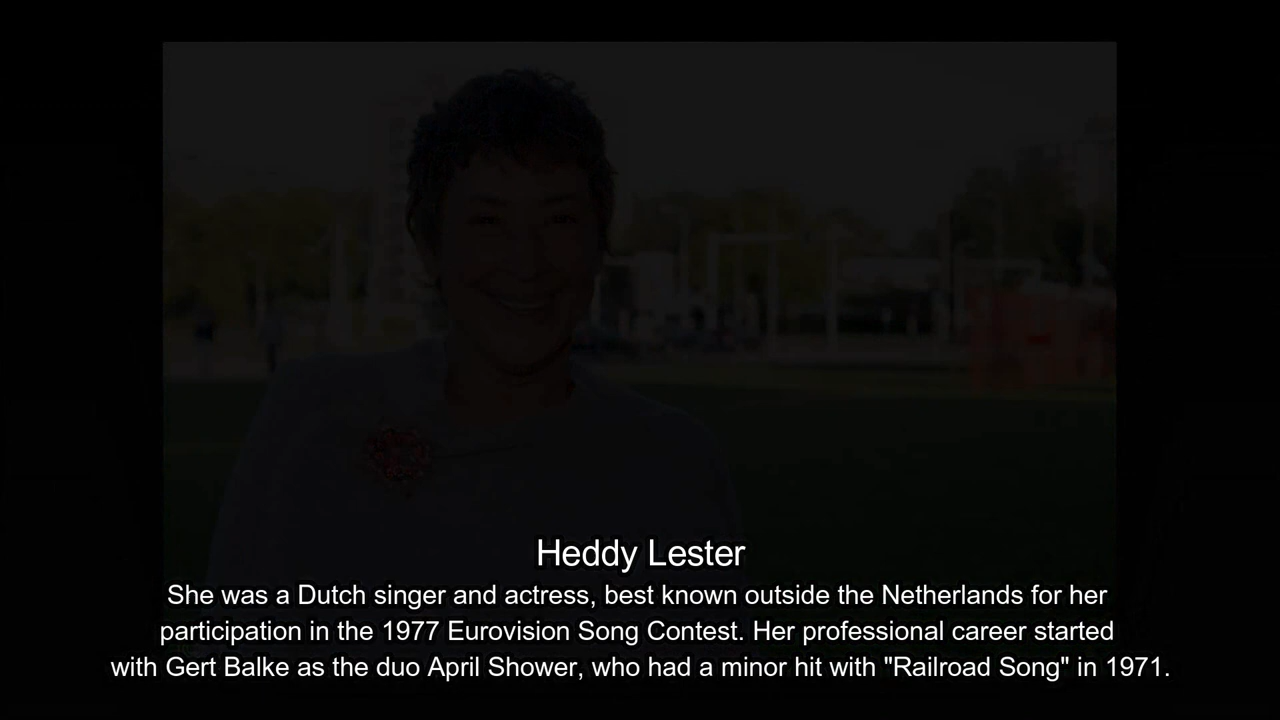 Heddy Lester
She was a Dutch singer and actress, best known outside the Netherlands for her
participation in the 1977 Eurovision Song Contest. Her professional career started
with Gert Balke as the duo April Shower, who had a minor hit with "Railroad Song" in 1971.